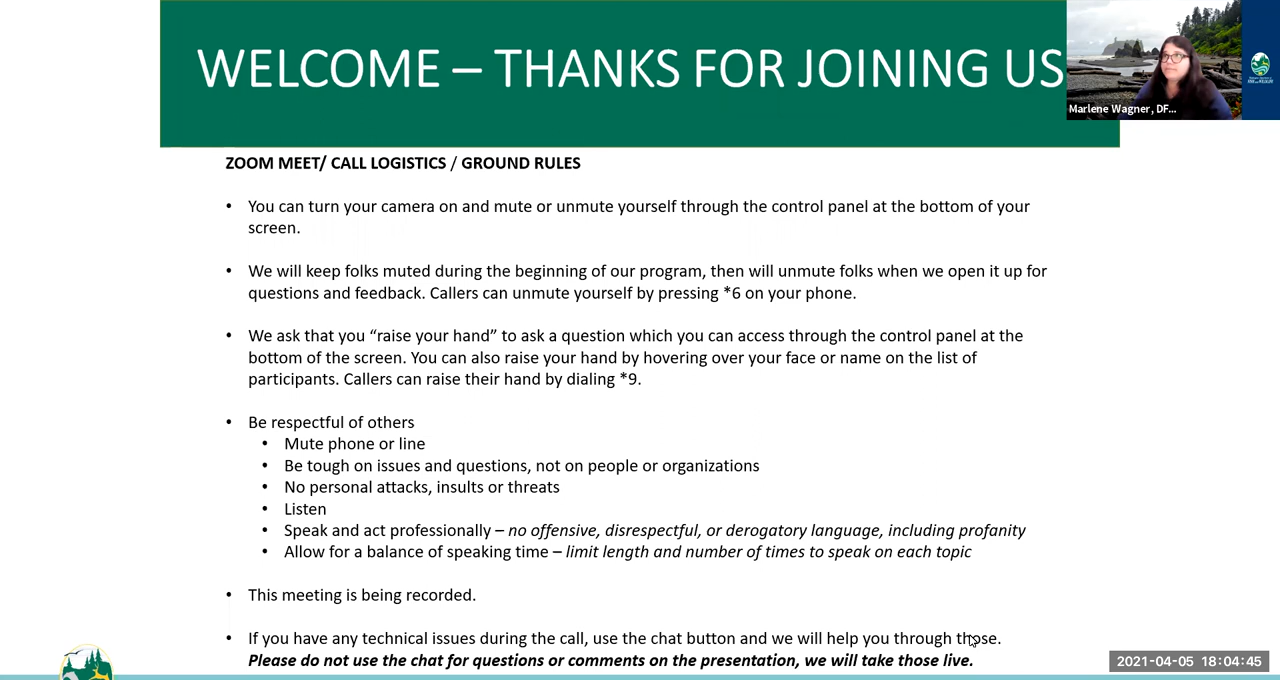 WELCOME – THANKS FOR JOINING US
Marlene Wagner, DF...
ZOOM MEET/ CALL LOGISTICS / GROUND RULES
• You can turn your camera on and mute or unmute yourself through the control panel at the bottom of your
screen.
• We will keep folks muted during the beginning of our program, then will unmute folks when we open it up for
questions and feedback. Callers can unmute yourself by pressing *6 on your phone.
• We ask that you “raise your hand” to ask a question which you can access through the control panel at the
bottom of the screen. You can also raise your hand by hovering over your face or name on the list of
participants. Callers can raise their hand by dialing *9.
• Be respectful of others
• Mute phone or line
• Be tough on issues and questions, not on people or organizations
• No personal attacks, insults or threats
• Listen
• Speak and act professionally – no offensive, disrespectful, or derogatory language, including profanity
• Allow for a balance of speaking time – limit length and number of times to speak on each topic
• This meeting is being recorded.
• If you have any technical issues during the call, use the chat button and we will help you through those.
Please do not use the chat for questions or comments on the presentation, we will take those live.
2021-04-05 18:04:45